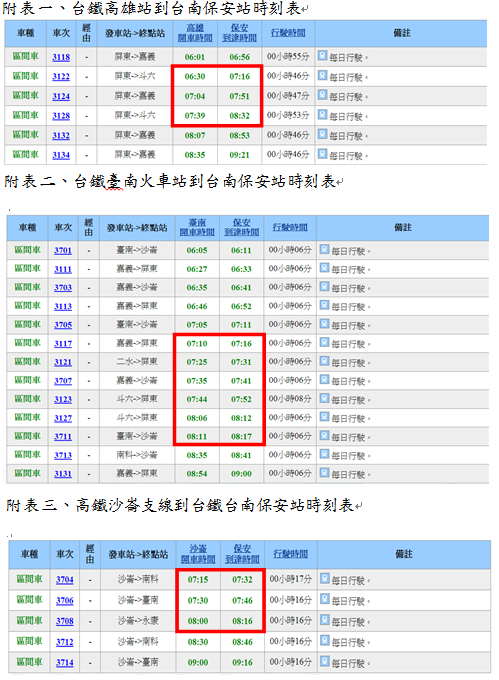 附表一、台鐵高雄站到台南保安站時刻表
車種 車次 經由 發車站->終點站 高雄開車時間 保安到達時間 行駛時間 備註
區間車 3118 - 屏東->嘉義 06:01 06:56 00小時55分 每日行駛。
區間車 3122 - 屏東->斗六 06:30 07:16 00小時46分 每日行駛。
區間車 3124 - 屏東->嘉義 07:04 07:51 00小時47分 每日行駛。
區間車 3128 - 屏東->斗六 07:39 08:32 00小時53分 每日行駛。
區間車 3132 - 屏東->嘉義 08:07 08:53 00小時46分 每日行駛。
區間車 3134 - 屏東->嘉義 08:35 09:21 00小時46分 每日行駛。
附表二、台鐵臺南火車站到台南保安站時刻表
車種 車次 經由 發車站->終點站 臺南開車時間 保安到達時間 行駛時間 備註
區間車 3701 - 臺南->沙崙 06:05 06:11 00小時06分 每日行駛。
區間車 3111 - 嘉義->屏東 06:27 06:33 00小時06分 每日行駛。
區間車 3703 - 嘉義->沙崙 06:35 06:41 00小時06分 每日行駛。
區間車 3113 - 嘉義->屏東 06:46 06:52 00小時06分 每日行駛。
區間車 3705 - 臺南->沙崙 07:05 07:11 00小時06分 每日行駛。
區間車 3117 - 嘉義->屏東 07:10 07:16 00小時06分 每日行駛。
區間車 3121 - 二水->屏東 07:25 07:31 00小時06分 每日行駛。
區間車 3707 - 嘉義->沙崙 07:35 07:41 00小時06分 每日行駛。
區間車 3123 - 斗六->屏東 07:44 07:52 00小時08分 每日行駛。
區間車 3127 - 斗六->屏東 08:06 08:12 00小時06分 每日行駛。
區間車 3711 - 臺南->沙崙 08:11 08:17 00小時06分 每日行駛。
區間車 3713 - 南科->沙崙 08:35 08:41 00小時06分 每日行駛。
區間車 3131 - 嘉義->屏東 08:54 09:00 00小時06分 每日行駛。
附表三、高鐵沙崙支線到台鐵台南保安站時刻表
車種 車次 經由 發車站->終點站 沙崙開車時間 保安到達時間 行駛時間 備註
區間車 3704 - 沙崙->南科 07:15 07:32 00小時17分 每日行駛。
區間車 3706 - 沙崙->臺南 07:30 07:46 00小時16分 每日行駛。
區間車 3708 - 沙崙->永康 08:00 08:16 00小時16分 每日行駛。
區間車 3712 - 沙崙->南科 08:30 08:46 00小時16分 每日行駛。
區間車 3714 - 沙崙->臺南 09:00 09:16 00小時16分 每日行駛。